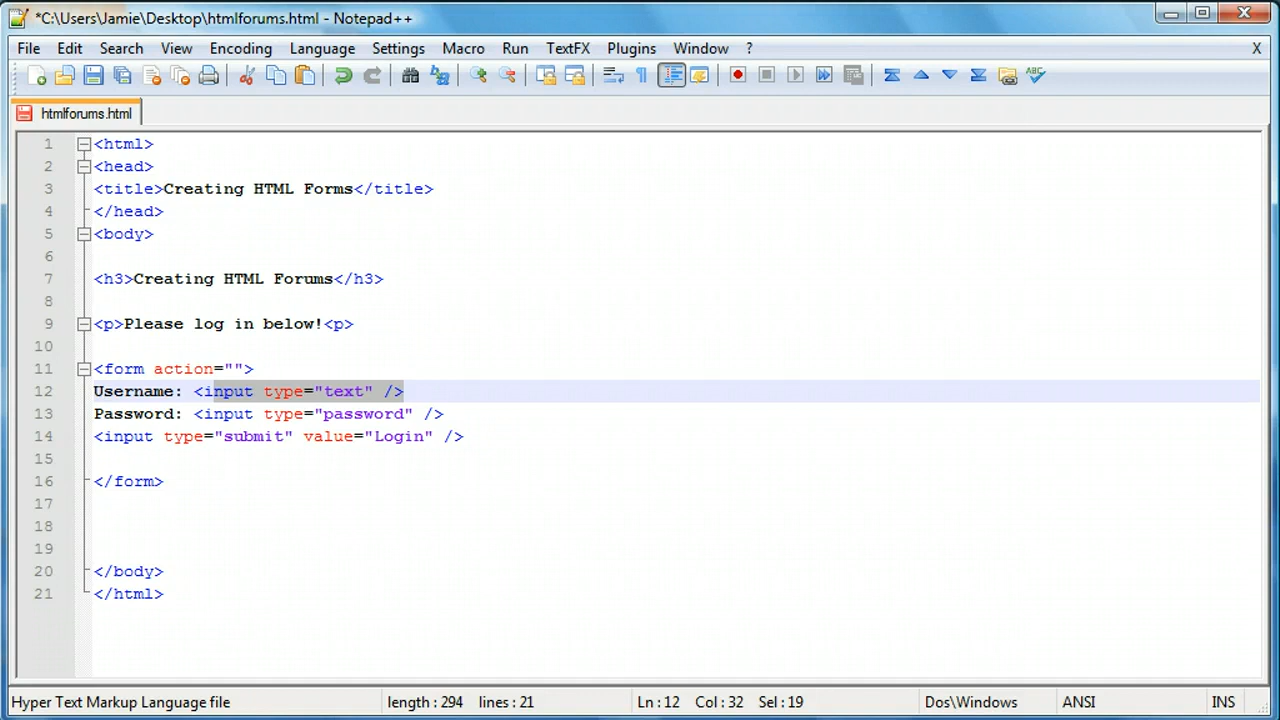 *C:\Users\Jamie\Desktop\htmlforums.html - Notepad++
File Edit Search View Encoding Language Settings Macro Run TextFX Plugins Window ? X
htmlforums.html
1 <html>
2 <head>
3 <title>Creating HTML Forms</title>
4 </head>
5 <body>
6
7 <h3>Creating HTML Forums</h3>
8
9 <p>Please log in below!<p>
10
11 <form action="">
12 Username: <input type="text" />
13 Password: <input type="password" />
14 <input type="submit" value="Login" />
15
16 </form>
17
18
19
20 </body>
21 </html>
Hyper Text Markup Language file length : 294 lines : 21 Ln : 12 Col : 32 Sel : 19 Dos\Windows ANSI INS